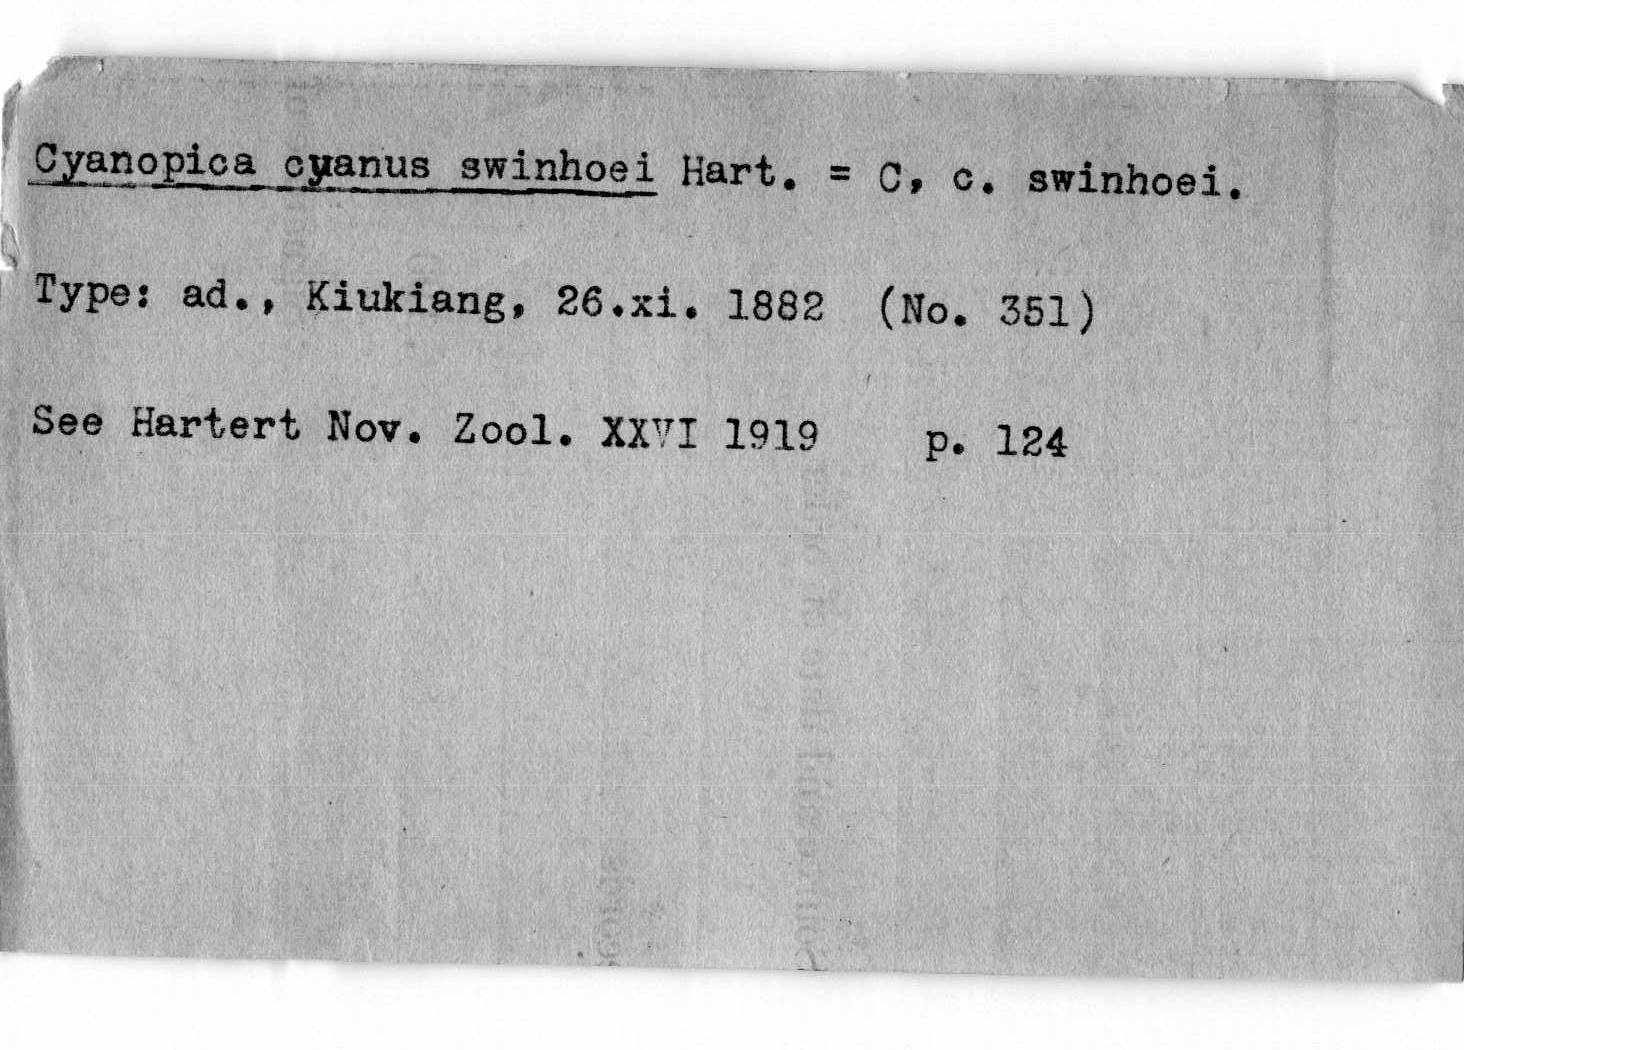 Cyanopica cyanus swinhoei Hart. = C, c. swinhoei.
Type: ad., Kiukiang, 26.xi. 1882 (No. 351)
See Hartert Nov. Zool. XXVI 1919 p. 124